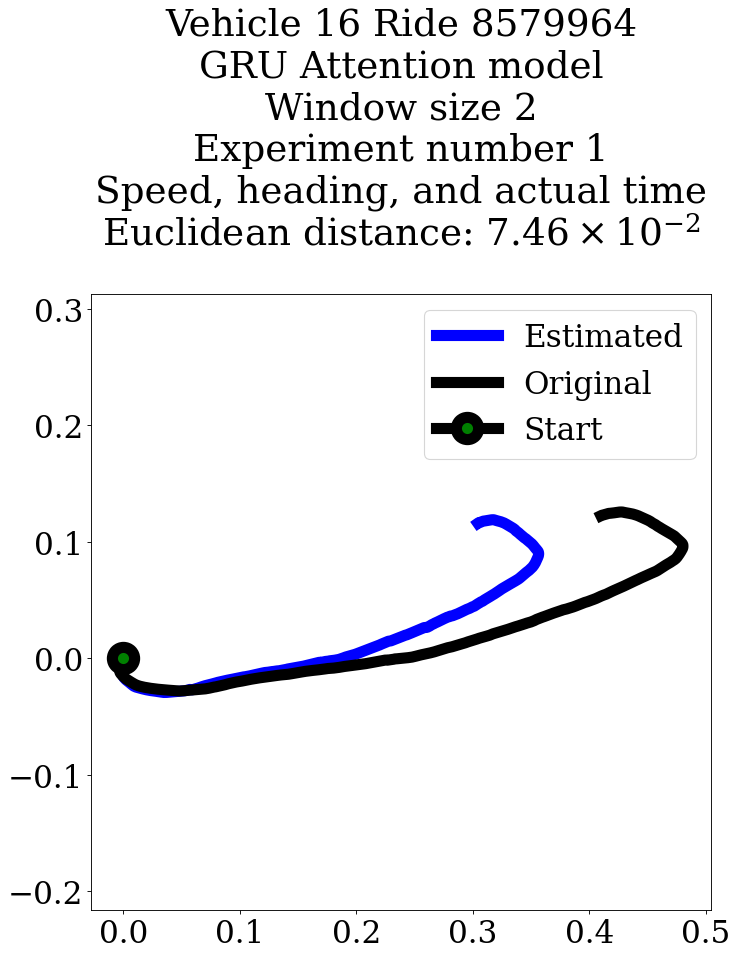 Vehicle 16 Ride 8579964
GRU Attention model
Window size 2
Experiment number 1
Speed, heading, and actual time
Euclidean distance: 7.46 × 10⁻²
0.3
0.2
0.1
0.0
−0.1
−0.2
Estimated
Original
Start
0.0 0.1 0.2 0.3 0.4 0.5